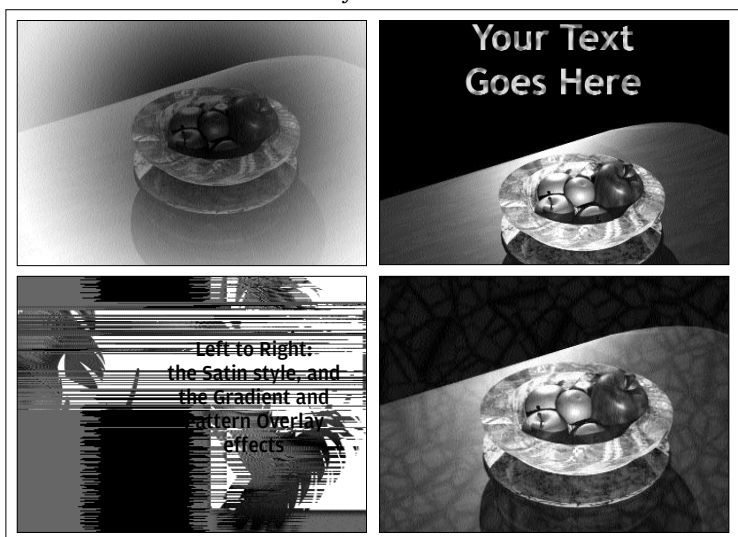 Your Text
Goes Here
Left to Right:
the Satin style, and
the Gradient and
Pattern Overlay
effects